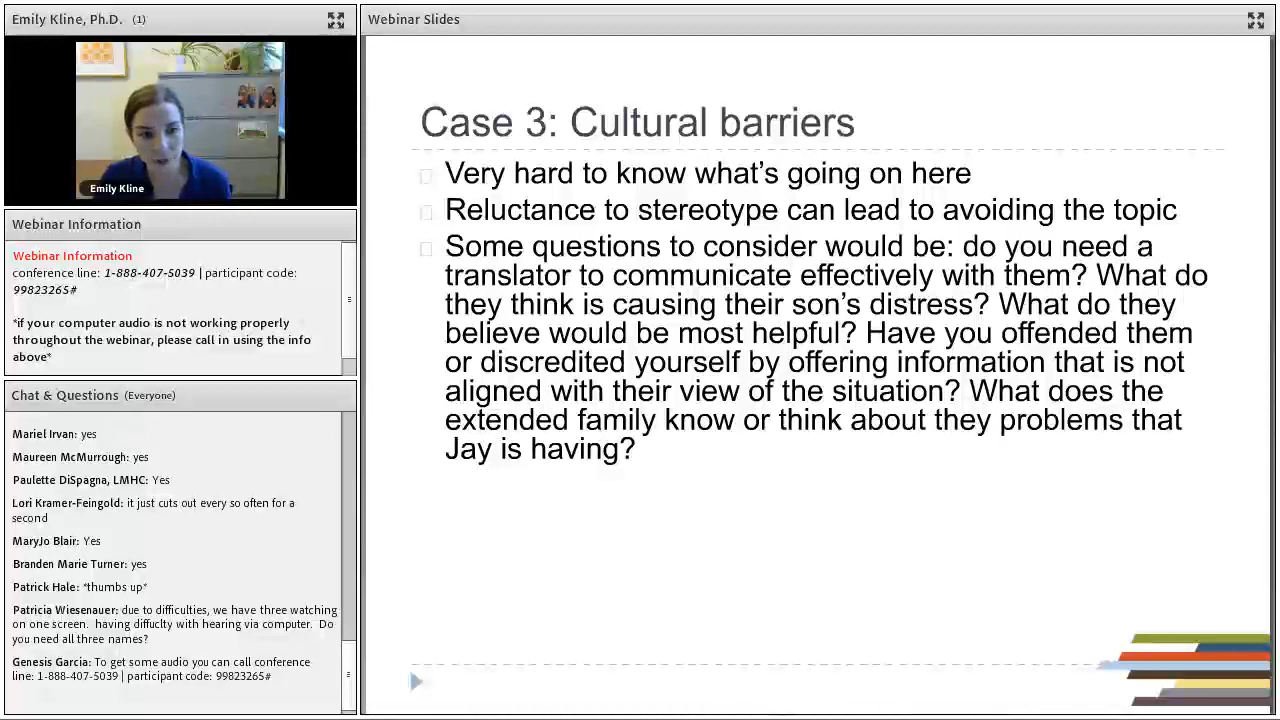 Emily Kline, Ph.D. (1)
Emily Kline
Webinar Information
Webinar Information
conference line: 1-888-407-5039 | participant code:
99823265#
*if your computer audio is not working properly
throughout the webinar, please call in using the info
above*
Chat & Questions (Everyone)
Mariel Irvan: yes
Maureen McMurrough: yes
Paulette DiSpagna, LMHC: Yes
Lori Kramer-Feingold: it just cuts out every so often for a
second
MaryJo Blair: Yes
Branden Marie Turner: yes
Patrick Hale: *thumbs up*
Patricia Wiesenauer: due to difficulties, we have three watching
on one screen. having diffuclty with hearing via computer. Do
you need all three names?
Genesis Garcia: To get some audio you can call conference
line: 1-888-407-5039 | participant code: 99823265#
Webinar Slides
Case 3: Cultural barriers
Very hard to know what's going on here
Reluctance to stereotype can lead to avoiding the topic
Some questions to consider would be: do you need a
translator to communicate effectively with them? What do
they think is causing their son's distress? What do they
believe would be most helpful? Have you offended them
or discredited yourself by offering information that is not
aligned with their view of the situation? What does the
extended family know or think about they problems that
Jay is having?